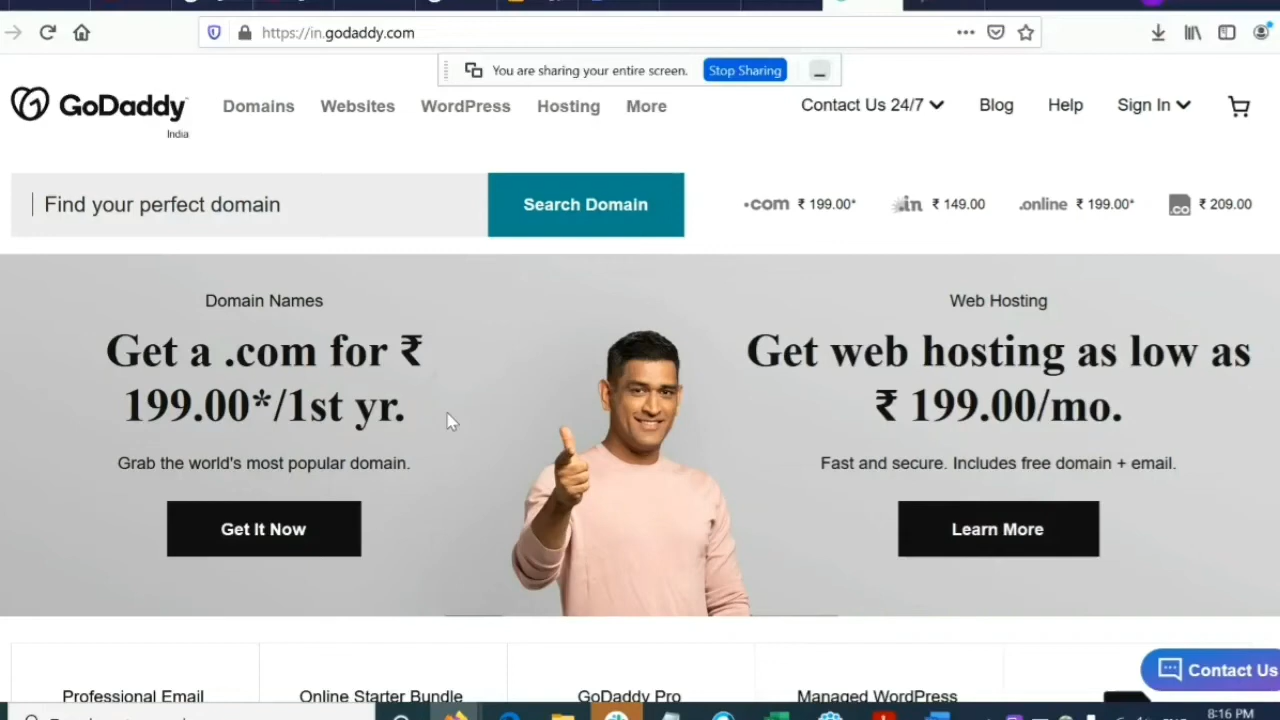 https://in.godaddy.com
You are sharing your entire screen. Stop Sharing
GoDaddy
India
Domains Websites WordPress Hosting More
Contact Us 24/7 Blog Help Sign In
Find your perfect domain
Search Domain
.com ₹ 199.00* .in ₹ 149.00 .online ₹ 199.00* .co ₹ 209.00
Domain Names
Get a .com for ₹
199.00*/1st yr.
Grab the world's most popular domain.
Get It Now
Web Hosting
Get web hosting as low as
₹ 199.00/mo.
Fast and secure. Includes free domain + email.
Learn More
Contact Us
Professional Email Online Starter Bundle GoDaddy Pro Managed WordPress
8:16 PM